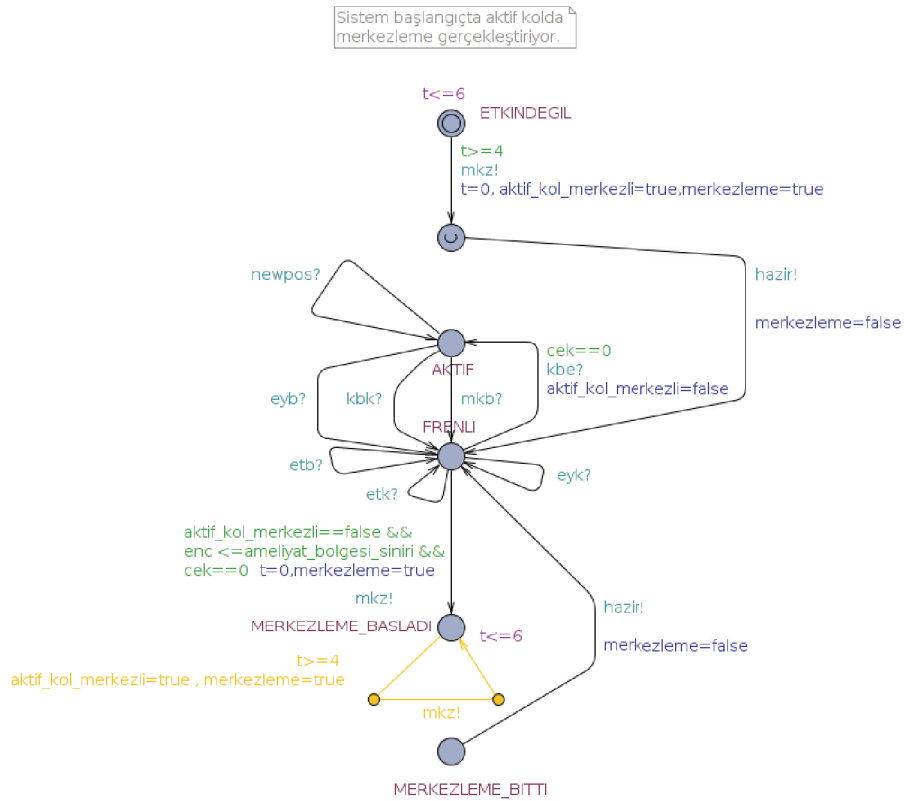 Sistem başlangıçta aktif kolda
merkezleme gerçekleştiriyor.
t<=6
ETKINDEGIL
t>=4
mkz!
t=0, aktif_kol_merkezli=true,merkezleme=true
newpos?
hazir!
merkezleme=false
cek==0
kbe?
aktif_kol_merkezli=false
AKTIF
eyb?
kbk?
mkb?
FRENLI
etb?
etk?
eyk?
aktif_kol_merkezli==false &&
enc <=ameliyat_bolgesi_siniri &&
cek==0 t=0,merkezleme=true
mkz!
hazir!
MERKEZLEME_BASLADI
t<=6
merkezleme=false
t>=4
aktif_kol_merkezli=true , merkezleme=true
mkz!
MERKEZLEME_BITTI